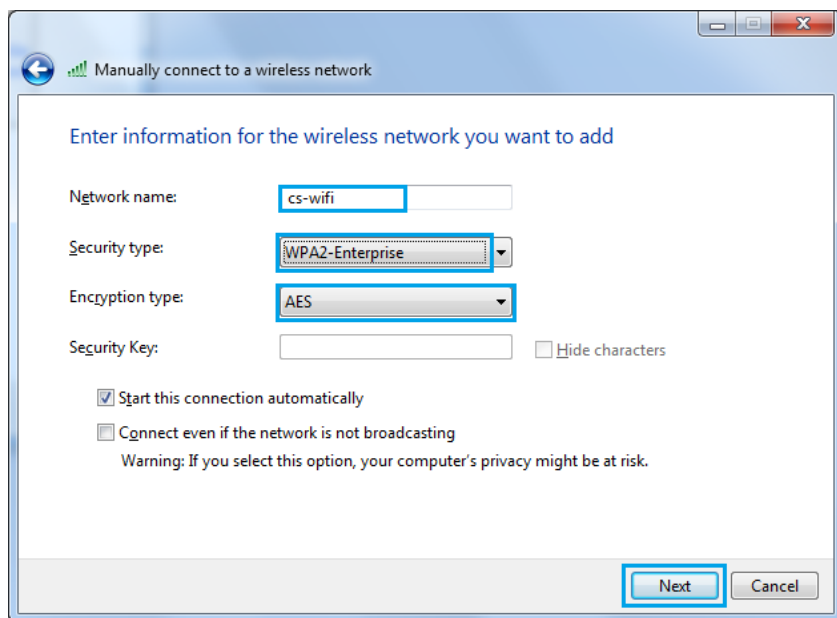 Manually connect to a wireless network
Enter information for the wireless network you want to add
Network name: cs-wifi
Security type: WPA2-Enterprise
Encryption type: AES
Security Key:
Hide characters
Start this connection automatically
Connect even if the network is not broadcasting
Warning: If you select this option, your computer's privacy might be at risk.
Next Cancel